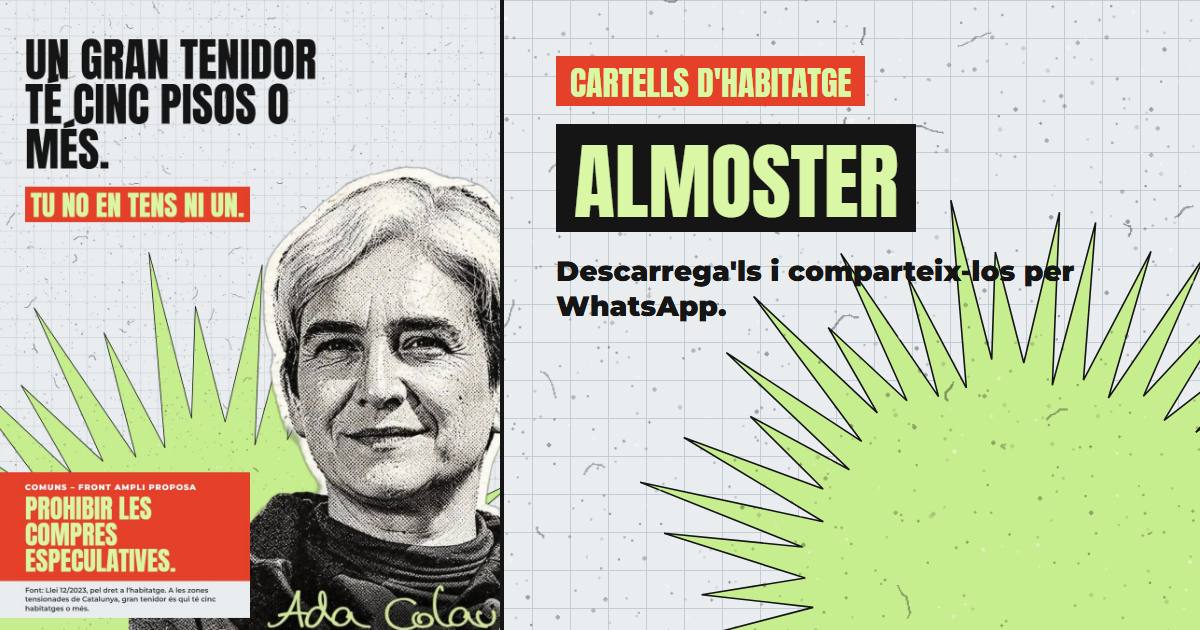 UN GRAN TENIDOR
TÉ CINC PISOS O
MÉS.
TU NO EN TENS NI UN.
COMUNS – FRONT AMPLI PROPOSA
PROHIBIR LES
COMPRES
ESPECULATIVES.
Font: Llei 12/2023, pel dret a l'habitatge. A les zones
tensionades de Catalunya, gran tenidor és qui té cinc
habitatges o més.
Ada Colau
CARTELLS D'HABITATGE
ALMOSTER
Descarrega'ls i comparteix-los per
WhatsApp.